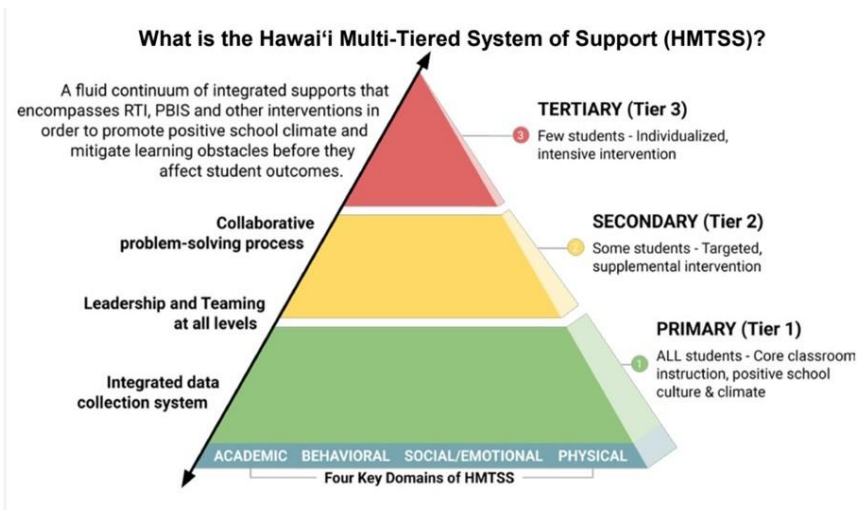 What is the Hawai‘i Multi-Tiered System of Support (HMTSS)?
A fluid continuum of integrated supports that
encompasses RTI, PBIS and other interventions in
order to promote positive school climate and
mitigate learning obstacles before they
affect student outcomes.
Collaborative
problem-solving process
Leadership and Teaming
at all levels
Integrated data
collection system
3
TERTIARY (Tier 3)
Few students - Individualized,
intensive intervention
2
SECONDARY (Tier 2)
Some students - Targeted,
supplemental intervention
1
PRIMARY (Tier 1)
ALL students - Core classroom
instruction, positive school
culture & climate
ACADEMIC BEHAVIORAL SOCIAL/EMOTIONAL PHYSICAL
Four Key Domains of HMTSS